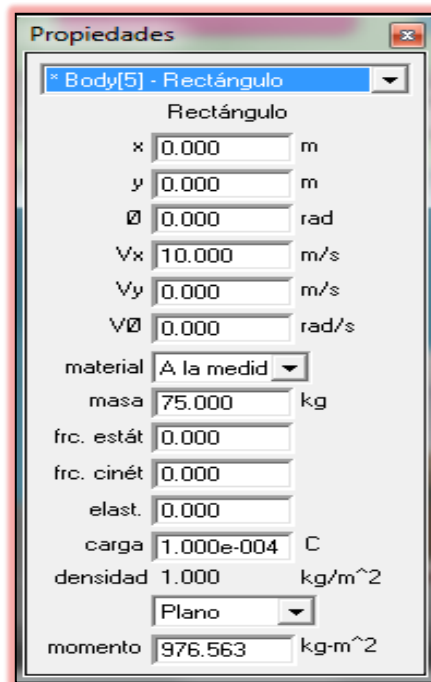 Propiedades
* Body[5] - Rectángulo
Rectángulo
x 0.000 m
y 0.000 m
Ø 0.000 rad
Vx 10.000 m/s
Vy 0.000 m/s
VØ 0.000 rad/s
material A la medid
masa 75.000 kg
frc. estát 0.000
frc. cinét 0.000
elast. 0.000
carga 1.000e-004 C
densidad 1.000 kg/m^2
Plano
momento 976.563 kg-m^2